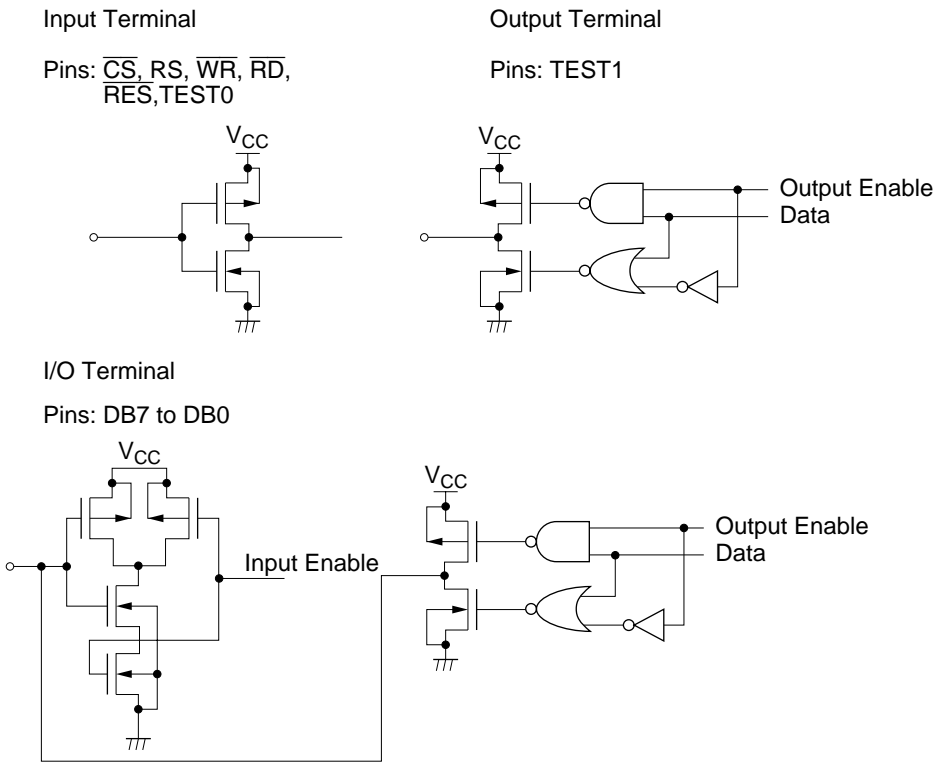 Input Terminal
Pins: CS, RS, WR, RD,
RES,TEST0
VCC
Output Terminal
Pins: TEST1
VCC
Output Enable
Data
I/O Terminal
Pins: DB7 to DB0
VCC
Input Enable
VCC
Output Enable
Data